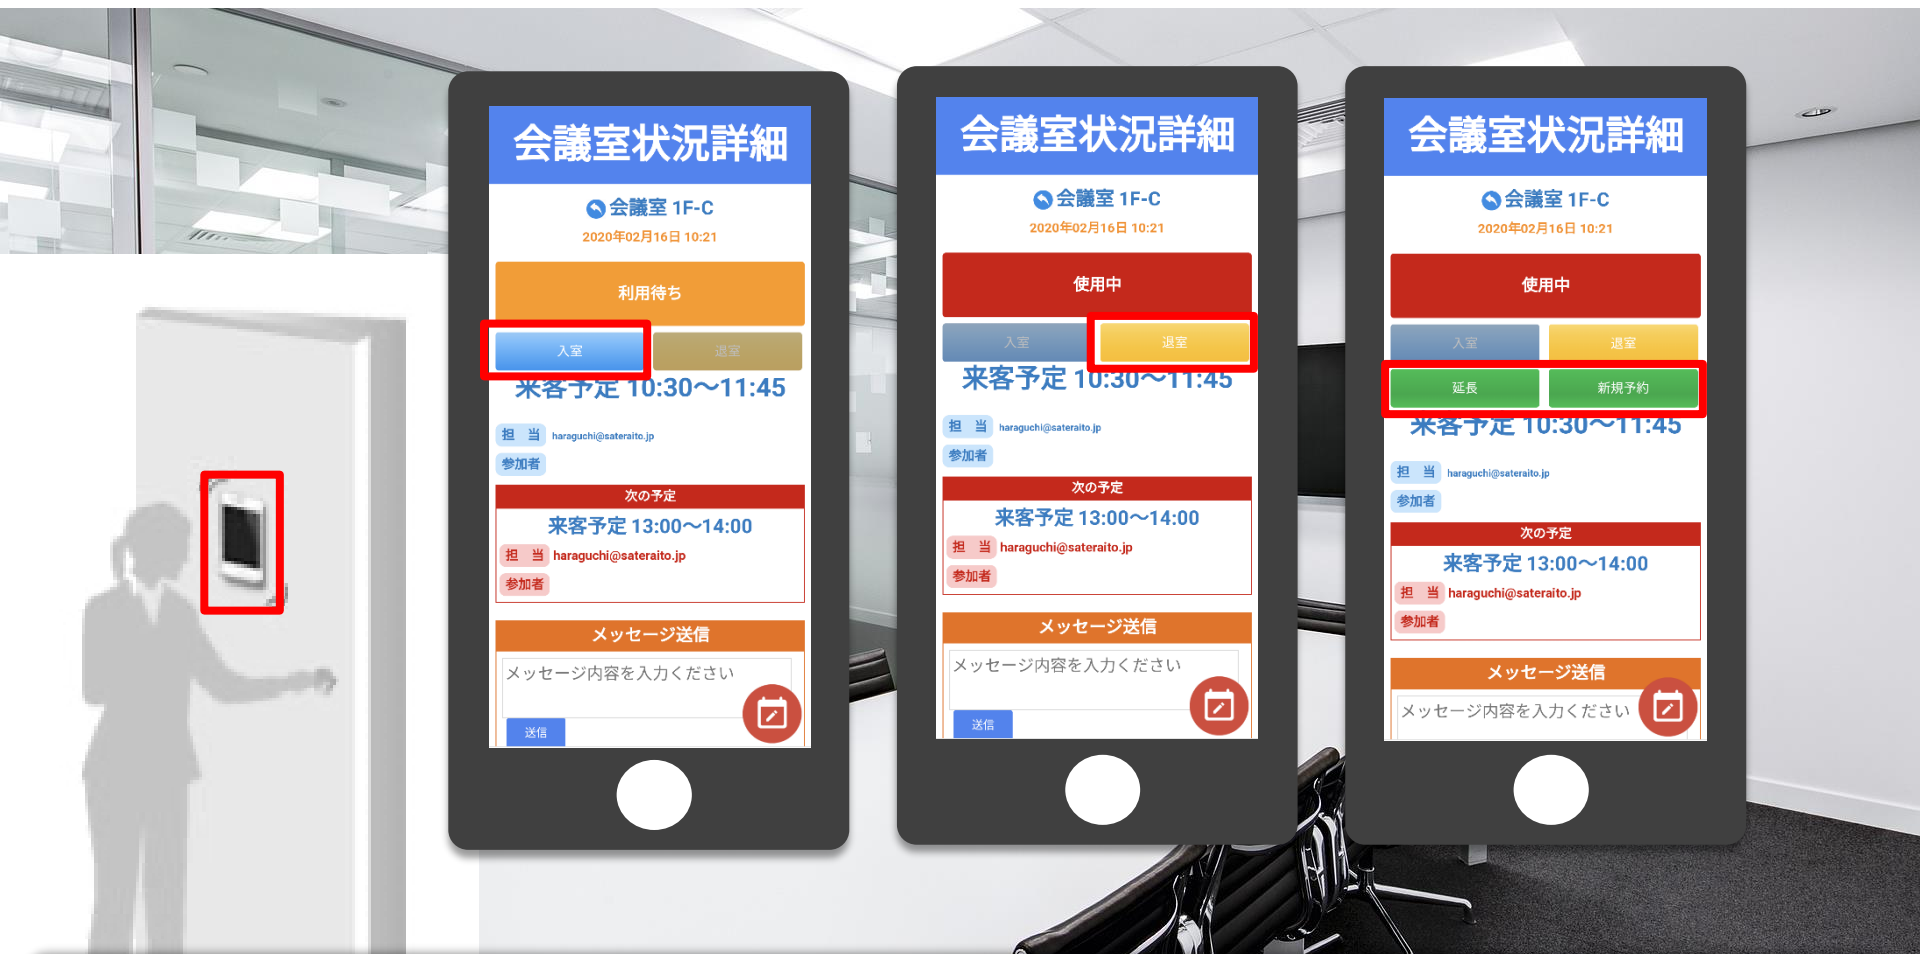 会議室状況詳細
会議室 1F-C
2020年02月16日 10:21
利用待ち
入室 退室
来客予定 10:30〜11:45
担 当 haraguchi@sateraito.jp
参加者
次の予定
来客予定 13:00〜14:00
担 当 haraguchi@sateraito.jp
参加者
メッセージ送信
メッセージ内容を入力ください
送信
会議室状況詳細
会議室 1F-C
2020年02月16日 10:21
使用中
入室 退室
来客予定 10:30〜11:45
担 当 haraguchi@sateraito.jp
参加者
次の予定
来客予定 13:00〜14:00
担 当 haraguchi@sateraito.jp
参加者
メッセージ送信
メッセージ内容を入力ください
送信
会議室状況詳細
会議室 1F-C
2020年02月16日 10:21
使用中
入室 退室
延長 新規予約
来客予定 10:30〜11:45
担 当 haraguchi@sateraito.jp
参加者
次の予定
来客予定 13:00〜14:00
担 当 haraguchi@sateraito.jp
参加者
メッセージ送信
メッセージ内容を入力ください